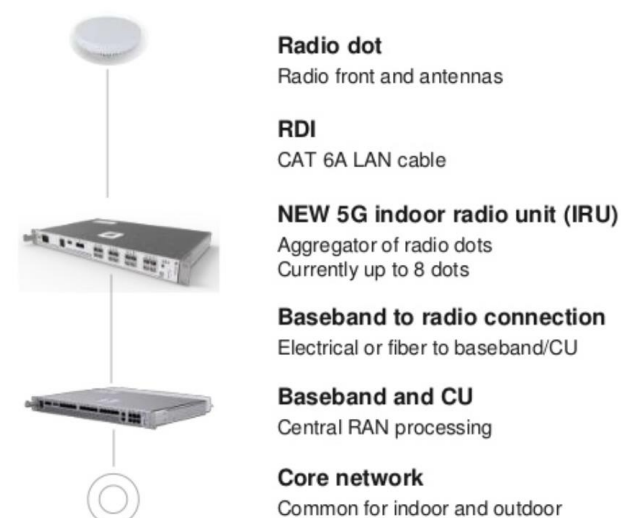 Radio dot
Radio front and antennas
RDI
CAT 6A LAN cable
NEW 5G indoor radio unit (IRU)
Aggregator of radio dots
Currently up to 8 dots
Baseband to radio connection
Electrical or fiber to baseband/CU
Baseband and CU
Central RAN processing
Core network
Common for indoor and outdoor